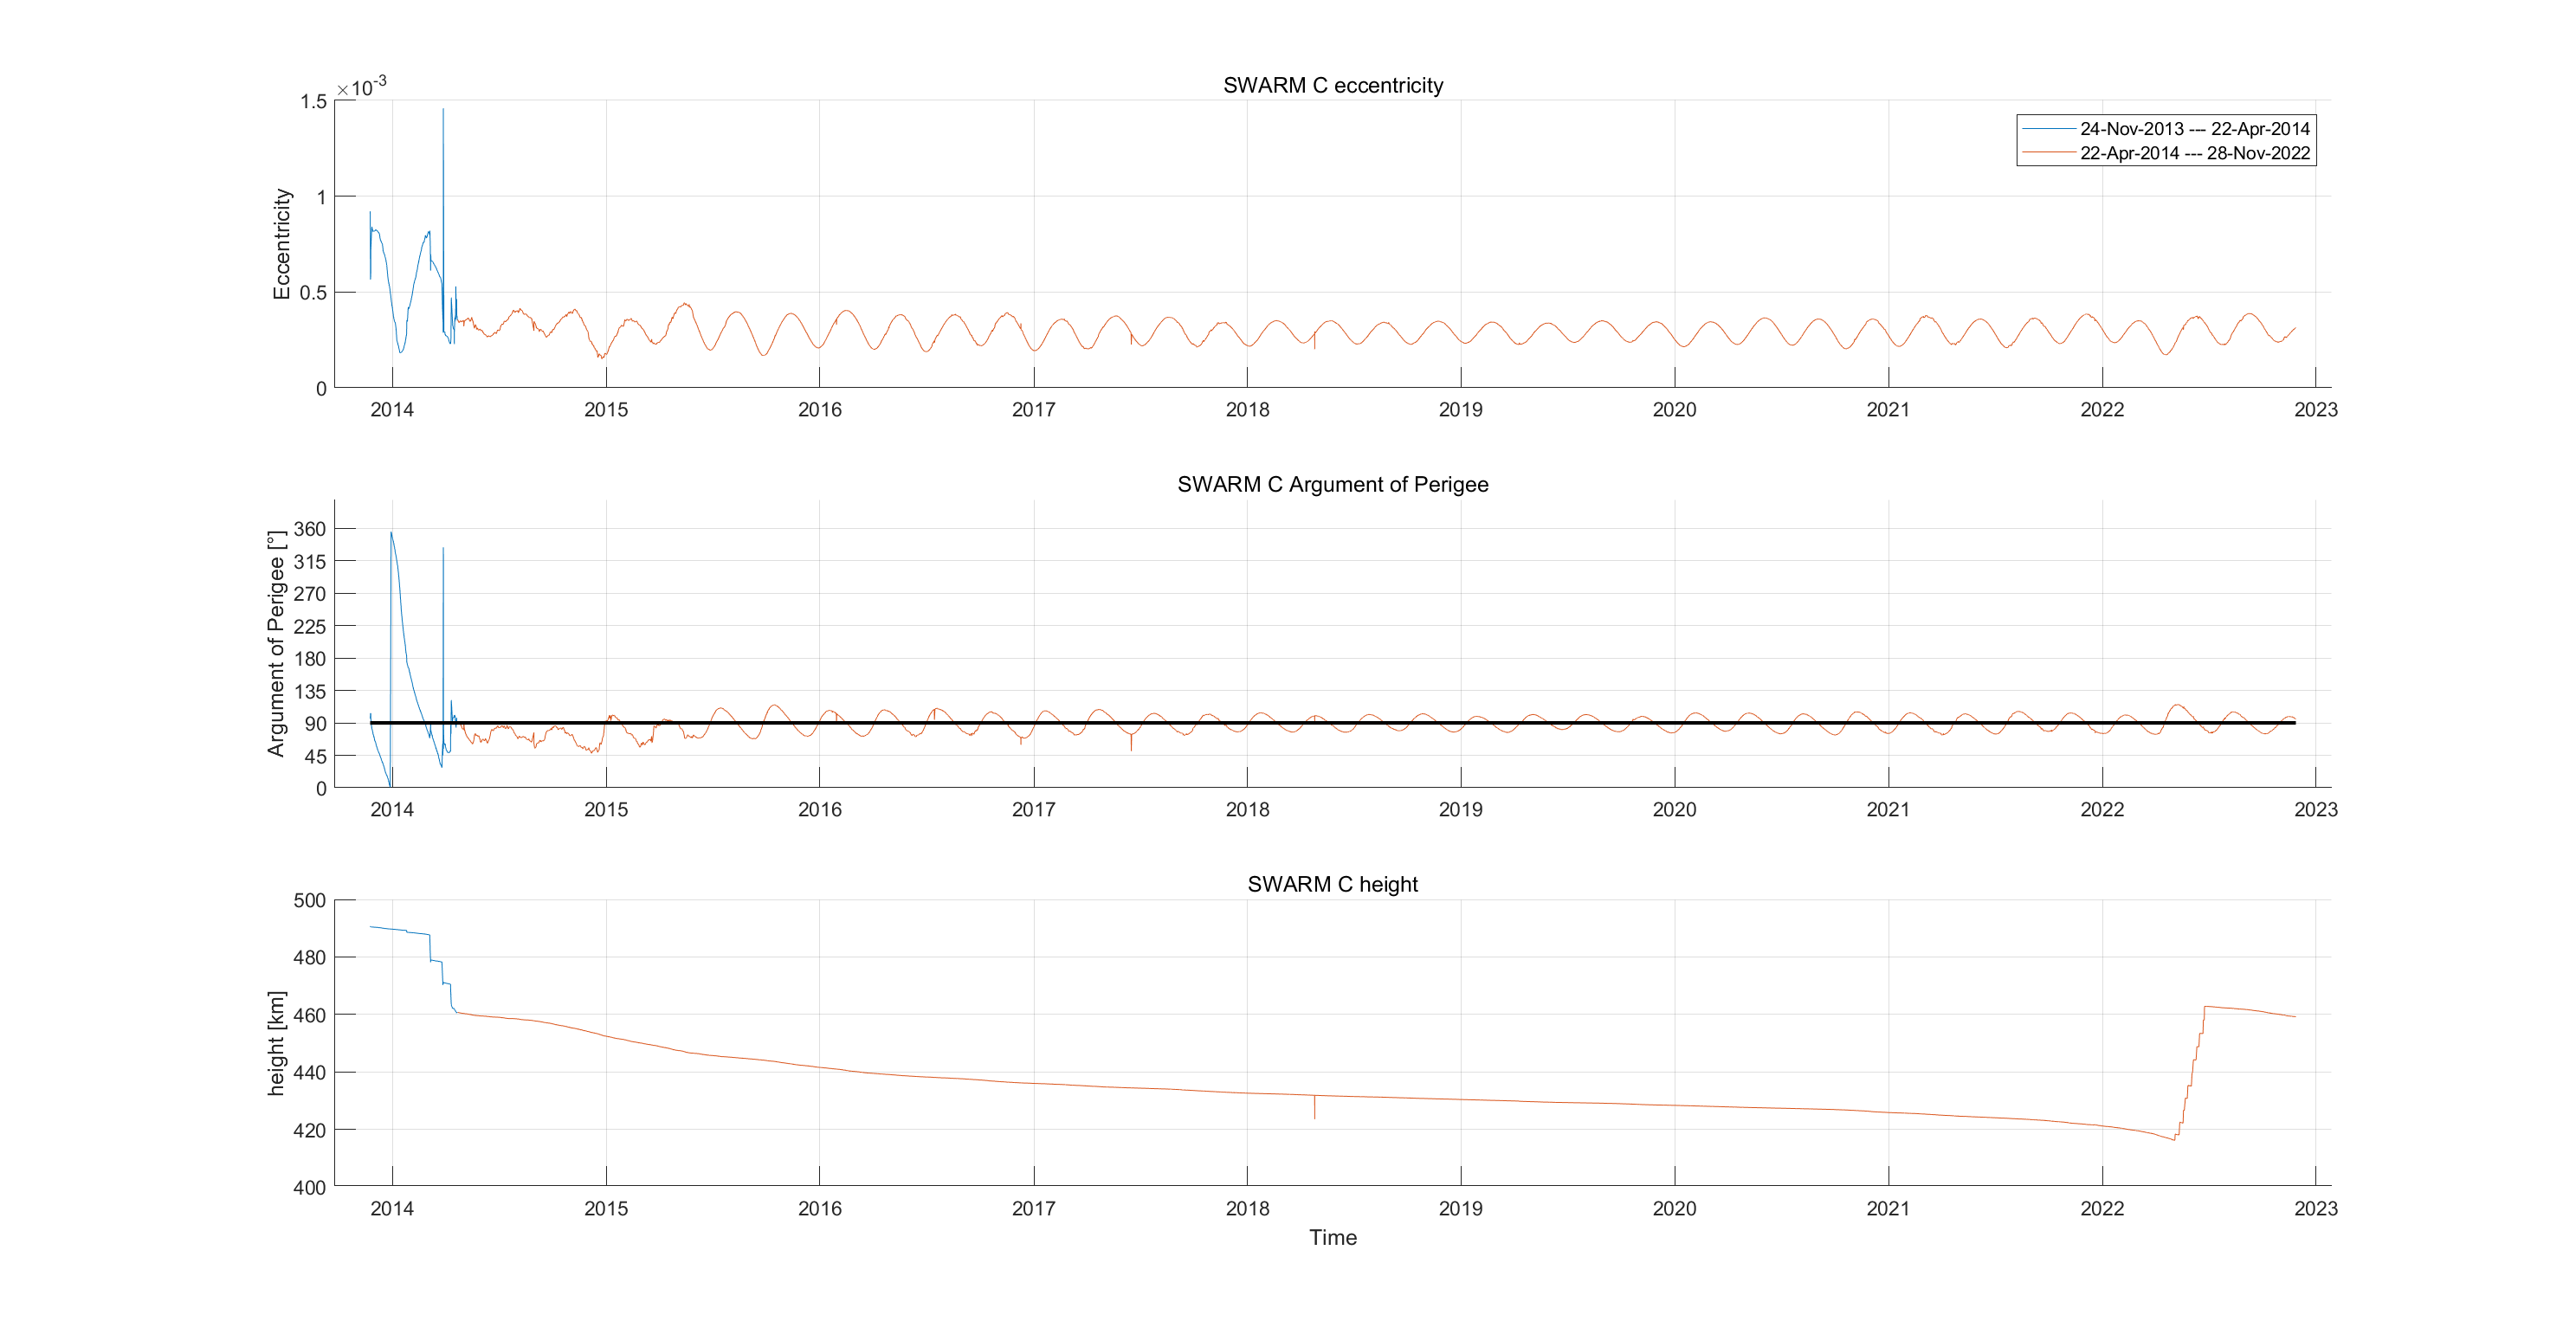 SWARM C eccentricity
×10-3
1.5
1
0.5
0
Eccentricity
24-Nov-2013 --- 22-Apr-2014
22-Apr-2014 --- 28-Nov-2022
2014 2015 2016 2017 2018 2019 2020 2021 2022 2023
SWARM C Argument of Perigee
360
315
270
225
180
135
90
45
0
Argument of Perigee [°]
2014 2015 2016 2017 2018 2019 2020 2021 2022 2023
SWARM C height
500
480
460
440
420
400
height [km]
2014 2015 2016 2017 2018 2019 2020 2021 2022 2023
Time